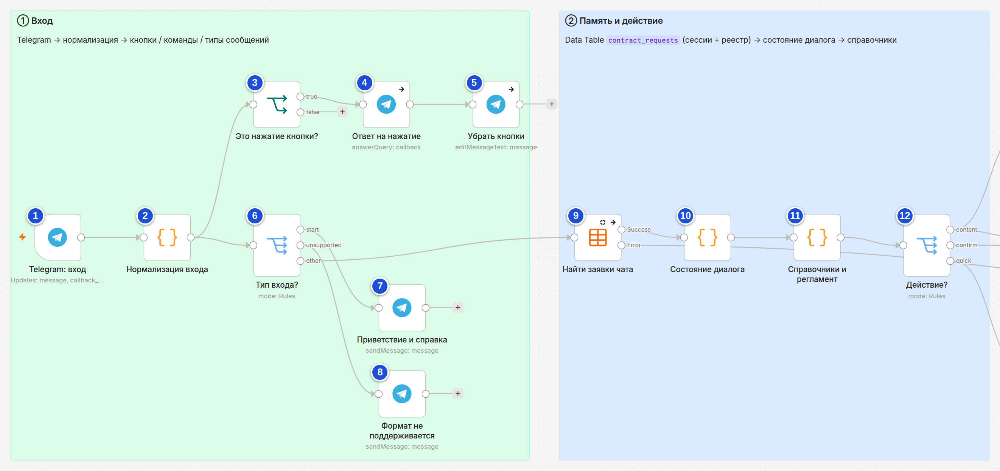 ① Вход
Telegram → нормализация → кнопки / команды / типы сообщений
② Память и действие
Data Table contract_requests (сессии + реестр) → состояние диалога → справочники
3
true
false
Это нажатие кнопки?
4
Ответ на нажатие
answerQuery: callback
5
Убрать кнопки
editMessageText: message
1
Telegram: вход
Updates: message, callback_...
2
Нормализация входа
6
start
unsupported
other
Тип входа?
mode: Rules
7
Приветствие и справка
sendMessage: message
8
Формат не
поддерживается
sendMessage: message
9
Success
Error
Найти заявки чата
10
Состояние диалога
11
Справочники и
регламент
12
content
confirm
quick
Действие?
mode: Rules